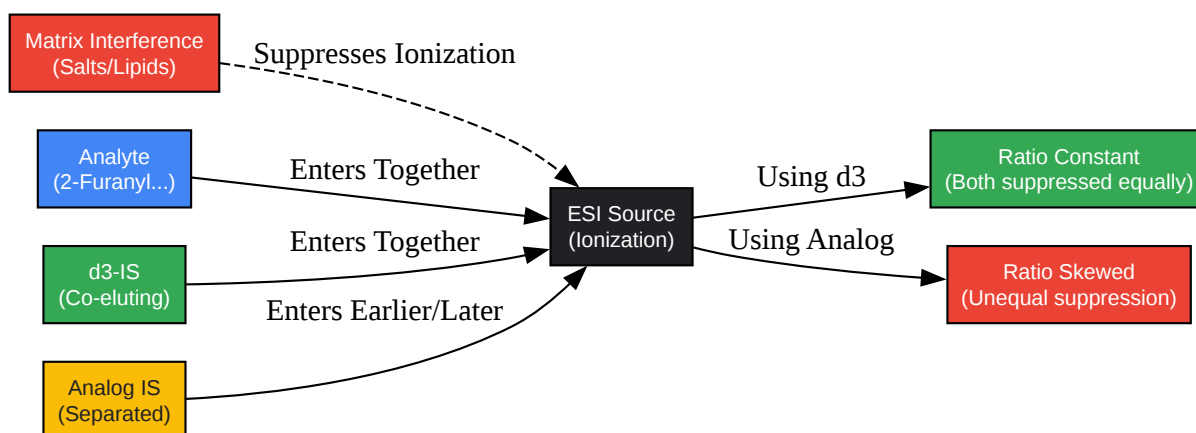 Matrix Interference
(Salts/Lipids)
Suppresses Ionization
Analyte
(2-Furanyl...)
Enters Together
d3-IS
(Co-eluting)
Enters Together
Analog IS
(Separated)
Enters Earlier/Later
ESI Source
(Ionization)
Using d3
Ratio Constant
(Both suppressed equally)
Using Analog
Ratio Skewed
(Unequal suppression)